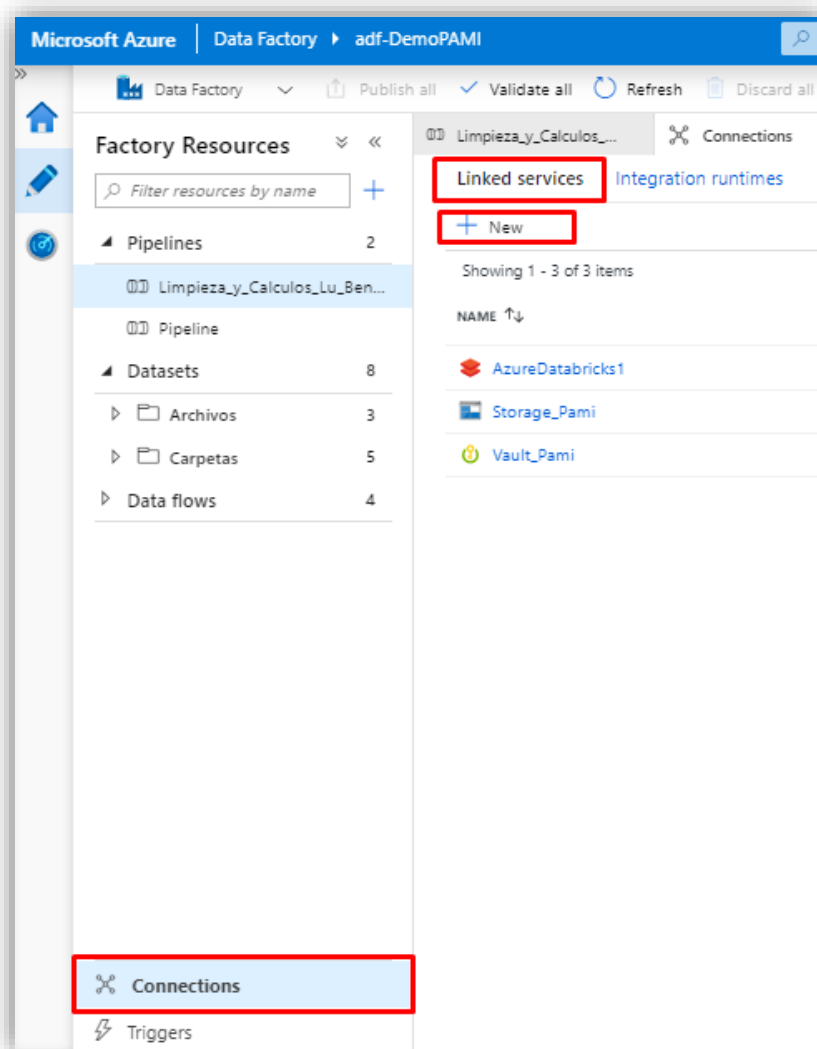 Microsoft Azure Data Factory adf-DemoPAMI
Data Factory Publish all Validate all Refresh Discard all
Factory Resources
Filter resources by name
Pipelines 2
Limpieza_y_Calculos_Lu_Ben...
Pipeline
Datasets 8
Archivos 3
Carpetas 5
Data flows 4
Connections
Triggers
Limpieza_y_Calculos_... Connections
Linked services Integration runtimes
New
Showing 1 - 3 of 3 items
NAME
AzureDatabricks1
Storage_Pami
Vault_Pami